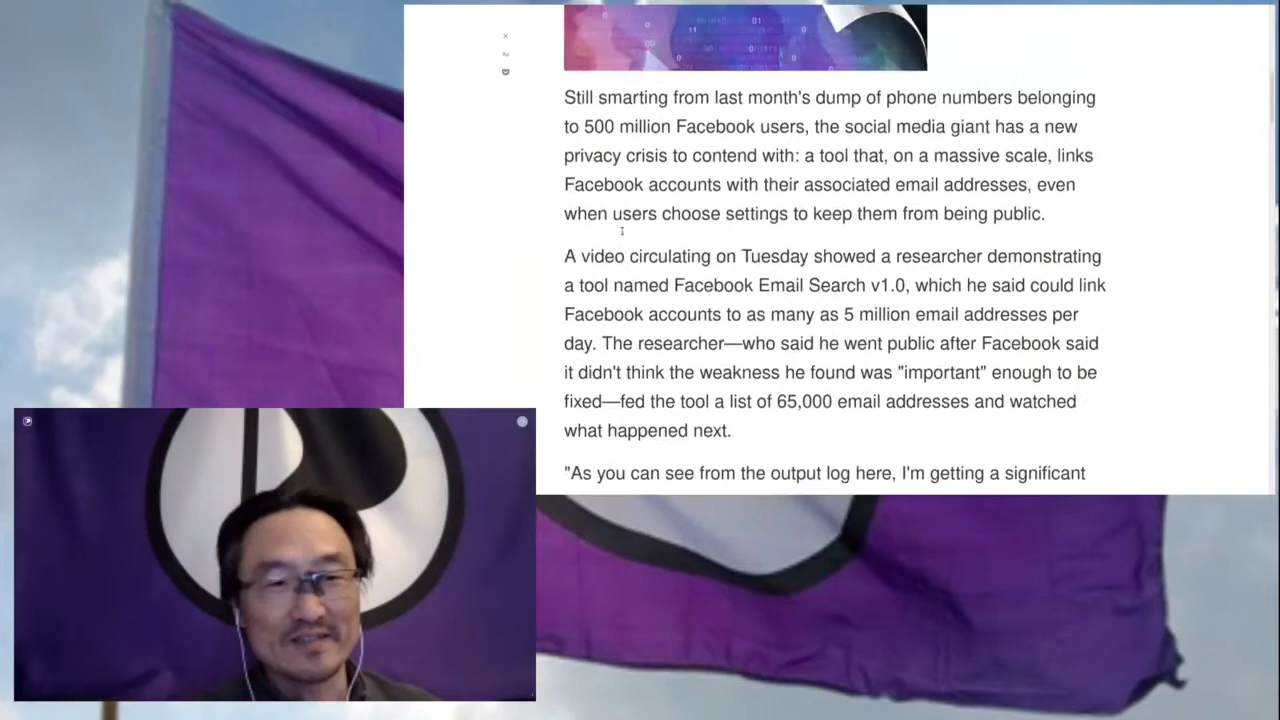 Still smarting from last month's dump of phone numbers belonging
to 500 million Facebook users, the social media giant has a new
privacy crisis to contend with: a tool that, on a massive scale, links
Facebook accounts with their associated email addresses, even
when users choose settings to keep them from being public.
A video circulating on Tuesday showed a researcher demonstrating
a tool named Facebook Email Search v1.0, which he said could link
Facebook accounts to as many as 5 million email addresses per
day. The researcher—who said he went public after Facebook said
it didn't think the weakness he found was "important" enough to be
fixed—fed the tool a list of 65,000 email addresses and watched
what happened next.
"As you can see from the output log here, I'm getting a significant